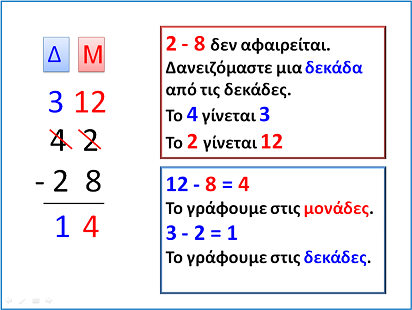 Δ Μ
3 12
4 2
- 2 8
1 4
2 - 8 δεν αφαιρείται.
Δανειζόμαστε μια δεκάδα
από τις δεκάδες.
Το 4 γίνεται 3
Το 2 γίνεται 12
12 - 8 = 4
Το γράφουμε στις μονάδες.
3 - 2 = 1
Το γράφουμε στις δεκάδες.